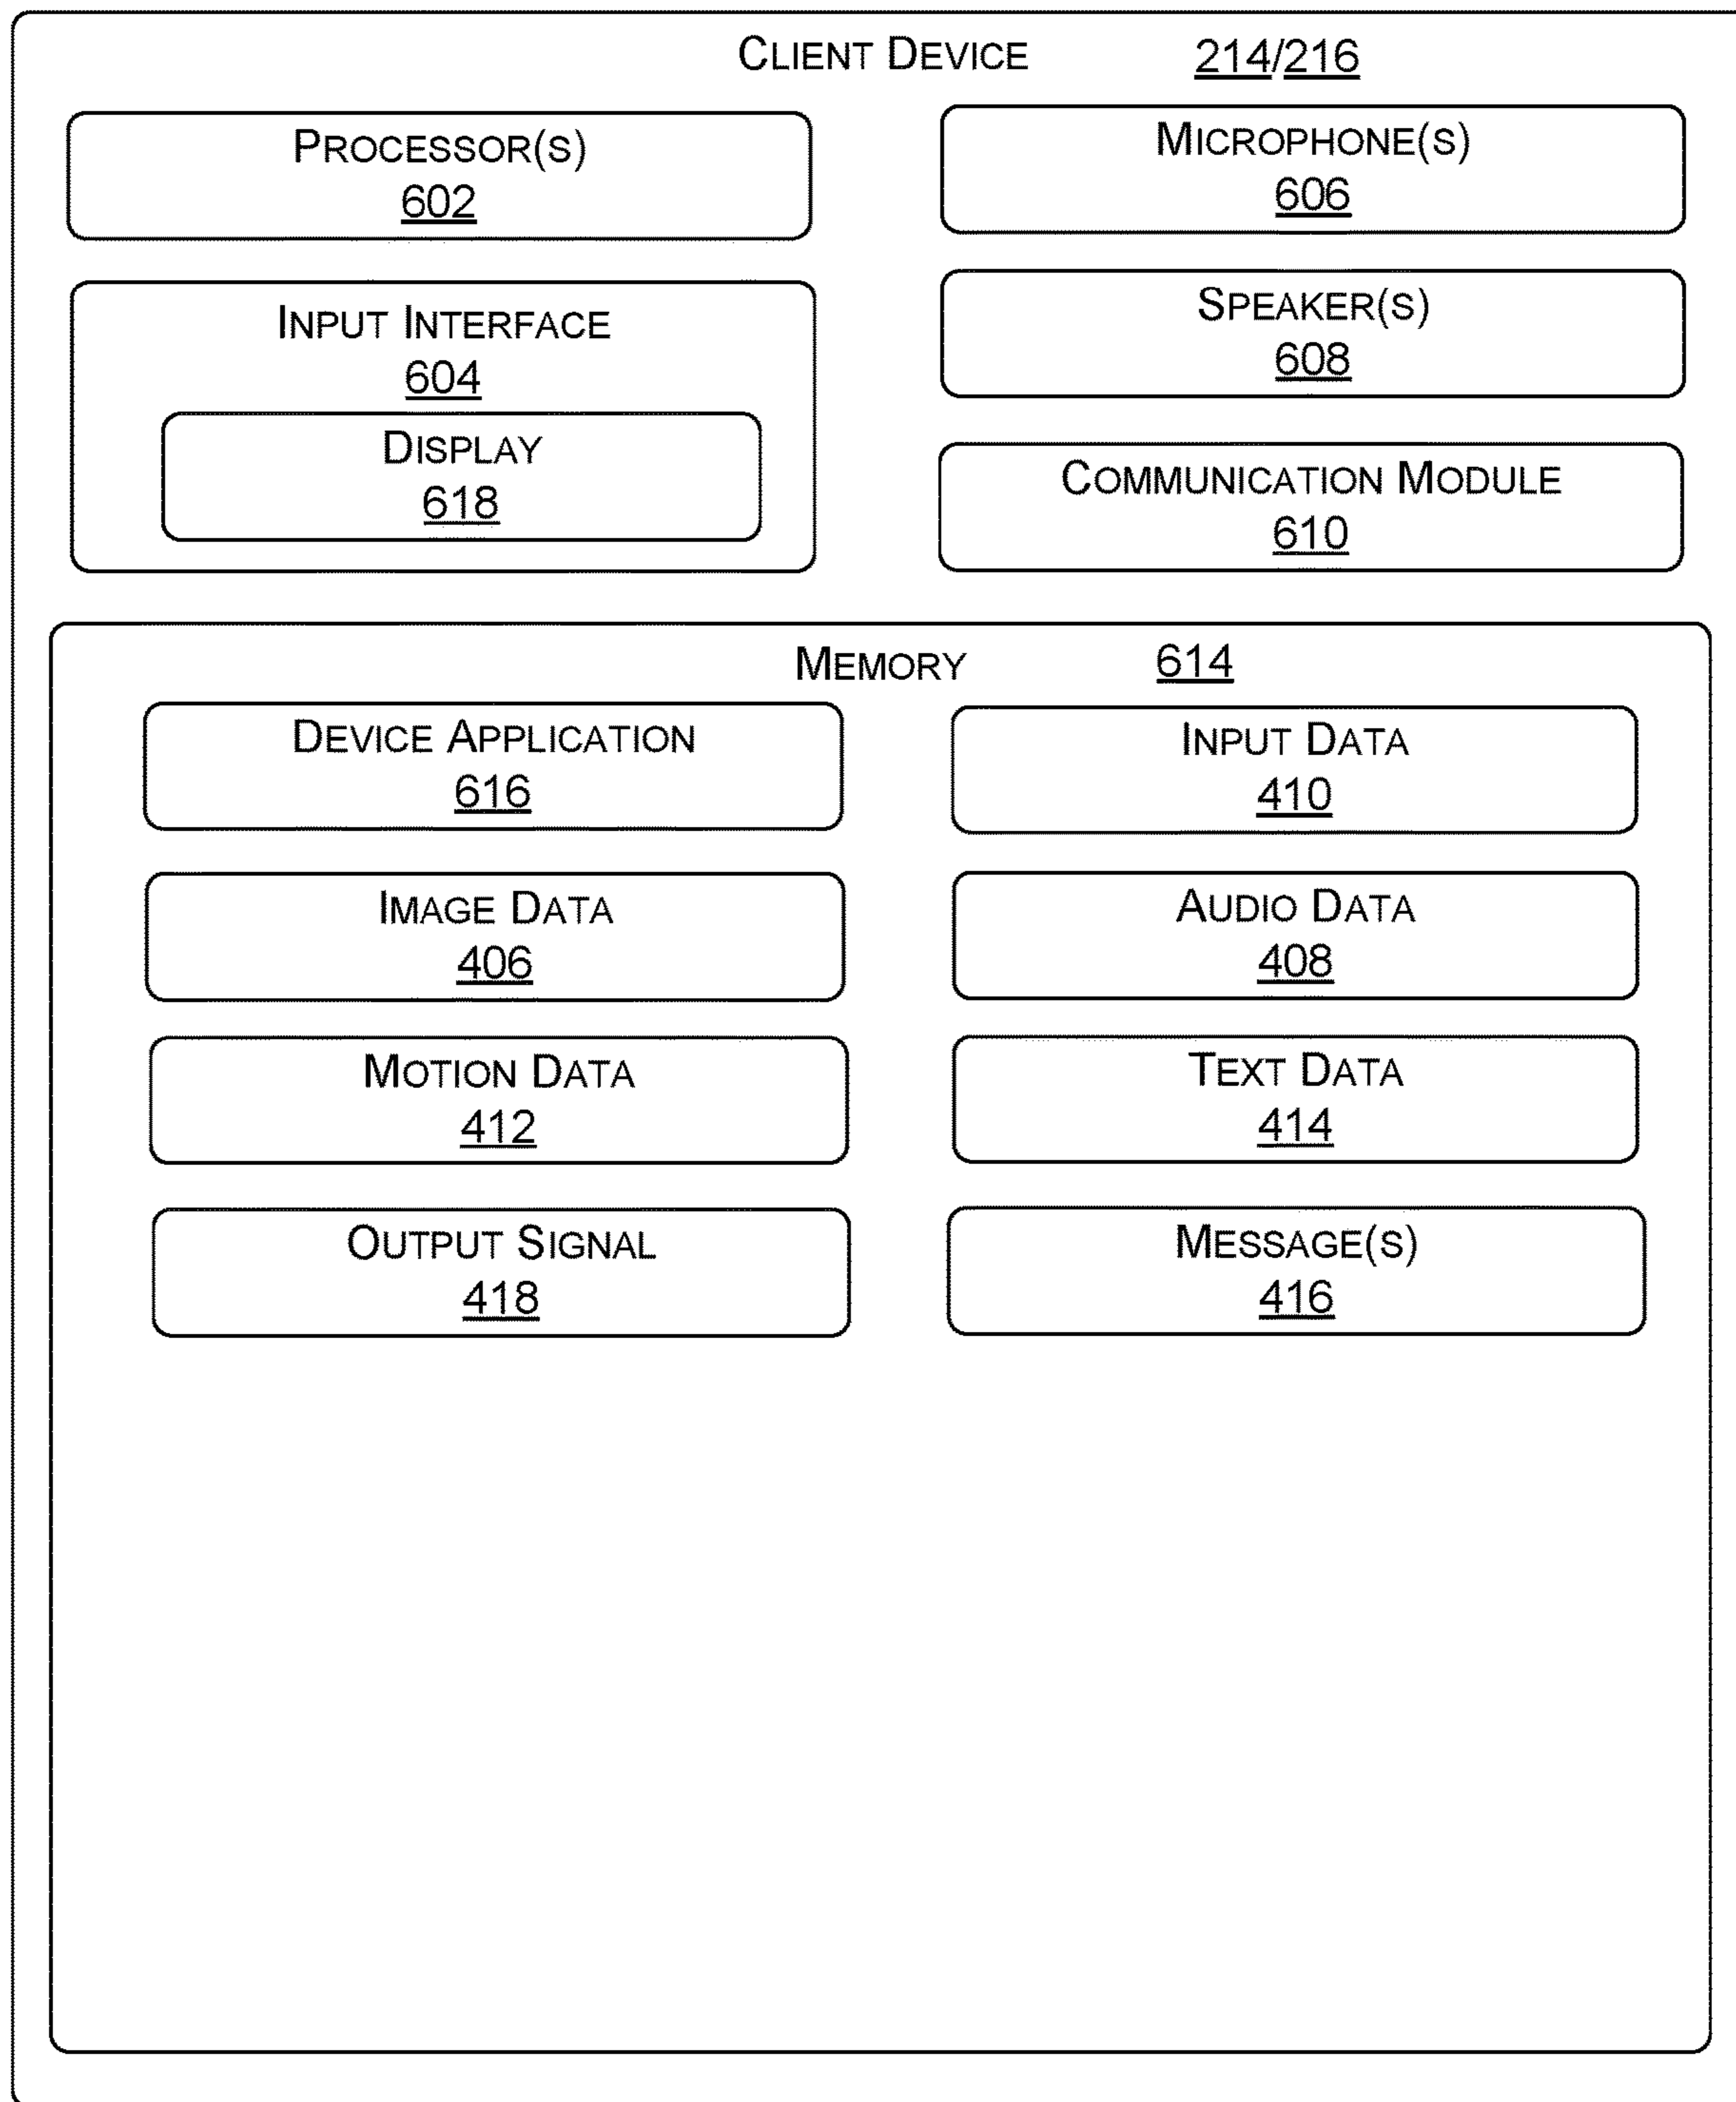 CLIENT DEVICE 214/216
PROCESSOR(S)
602
MICROPHONE(S)
606
INPUT INTERFACE
604
DISPLAY
618
SPEAKER(S)
608
COMMUNICATION MODULE
610
MEMORY 614
DEVICE APPLICATION
616
INPUT DATA
410
IMAGE DATA
406
AUDIO DATA
408
MOTION DATA
412
TEXT DATA
414
OUTPUT SIGNAL
418
MESSAGE(S)
416